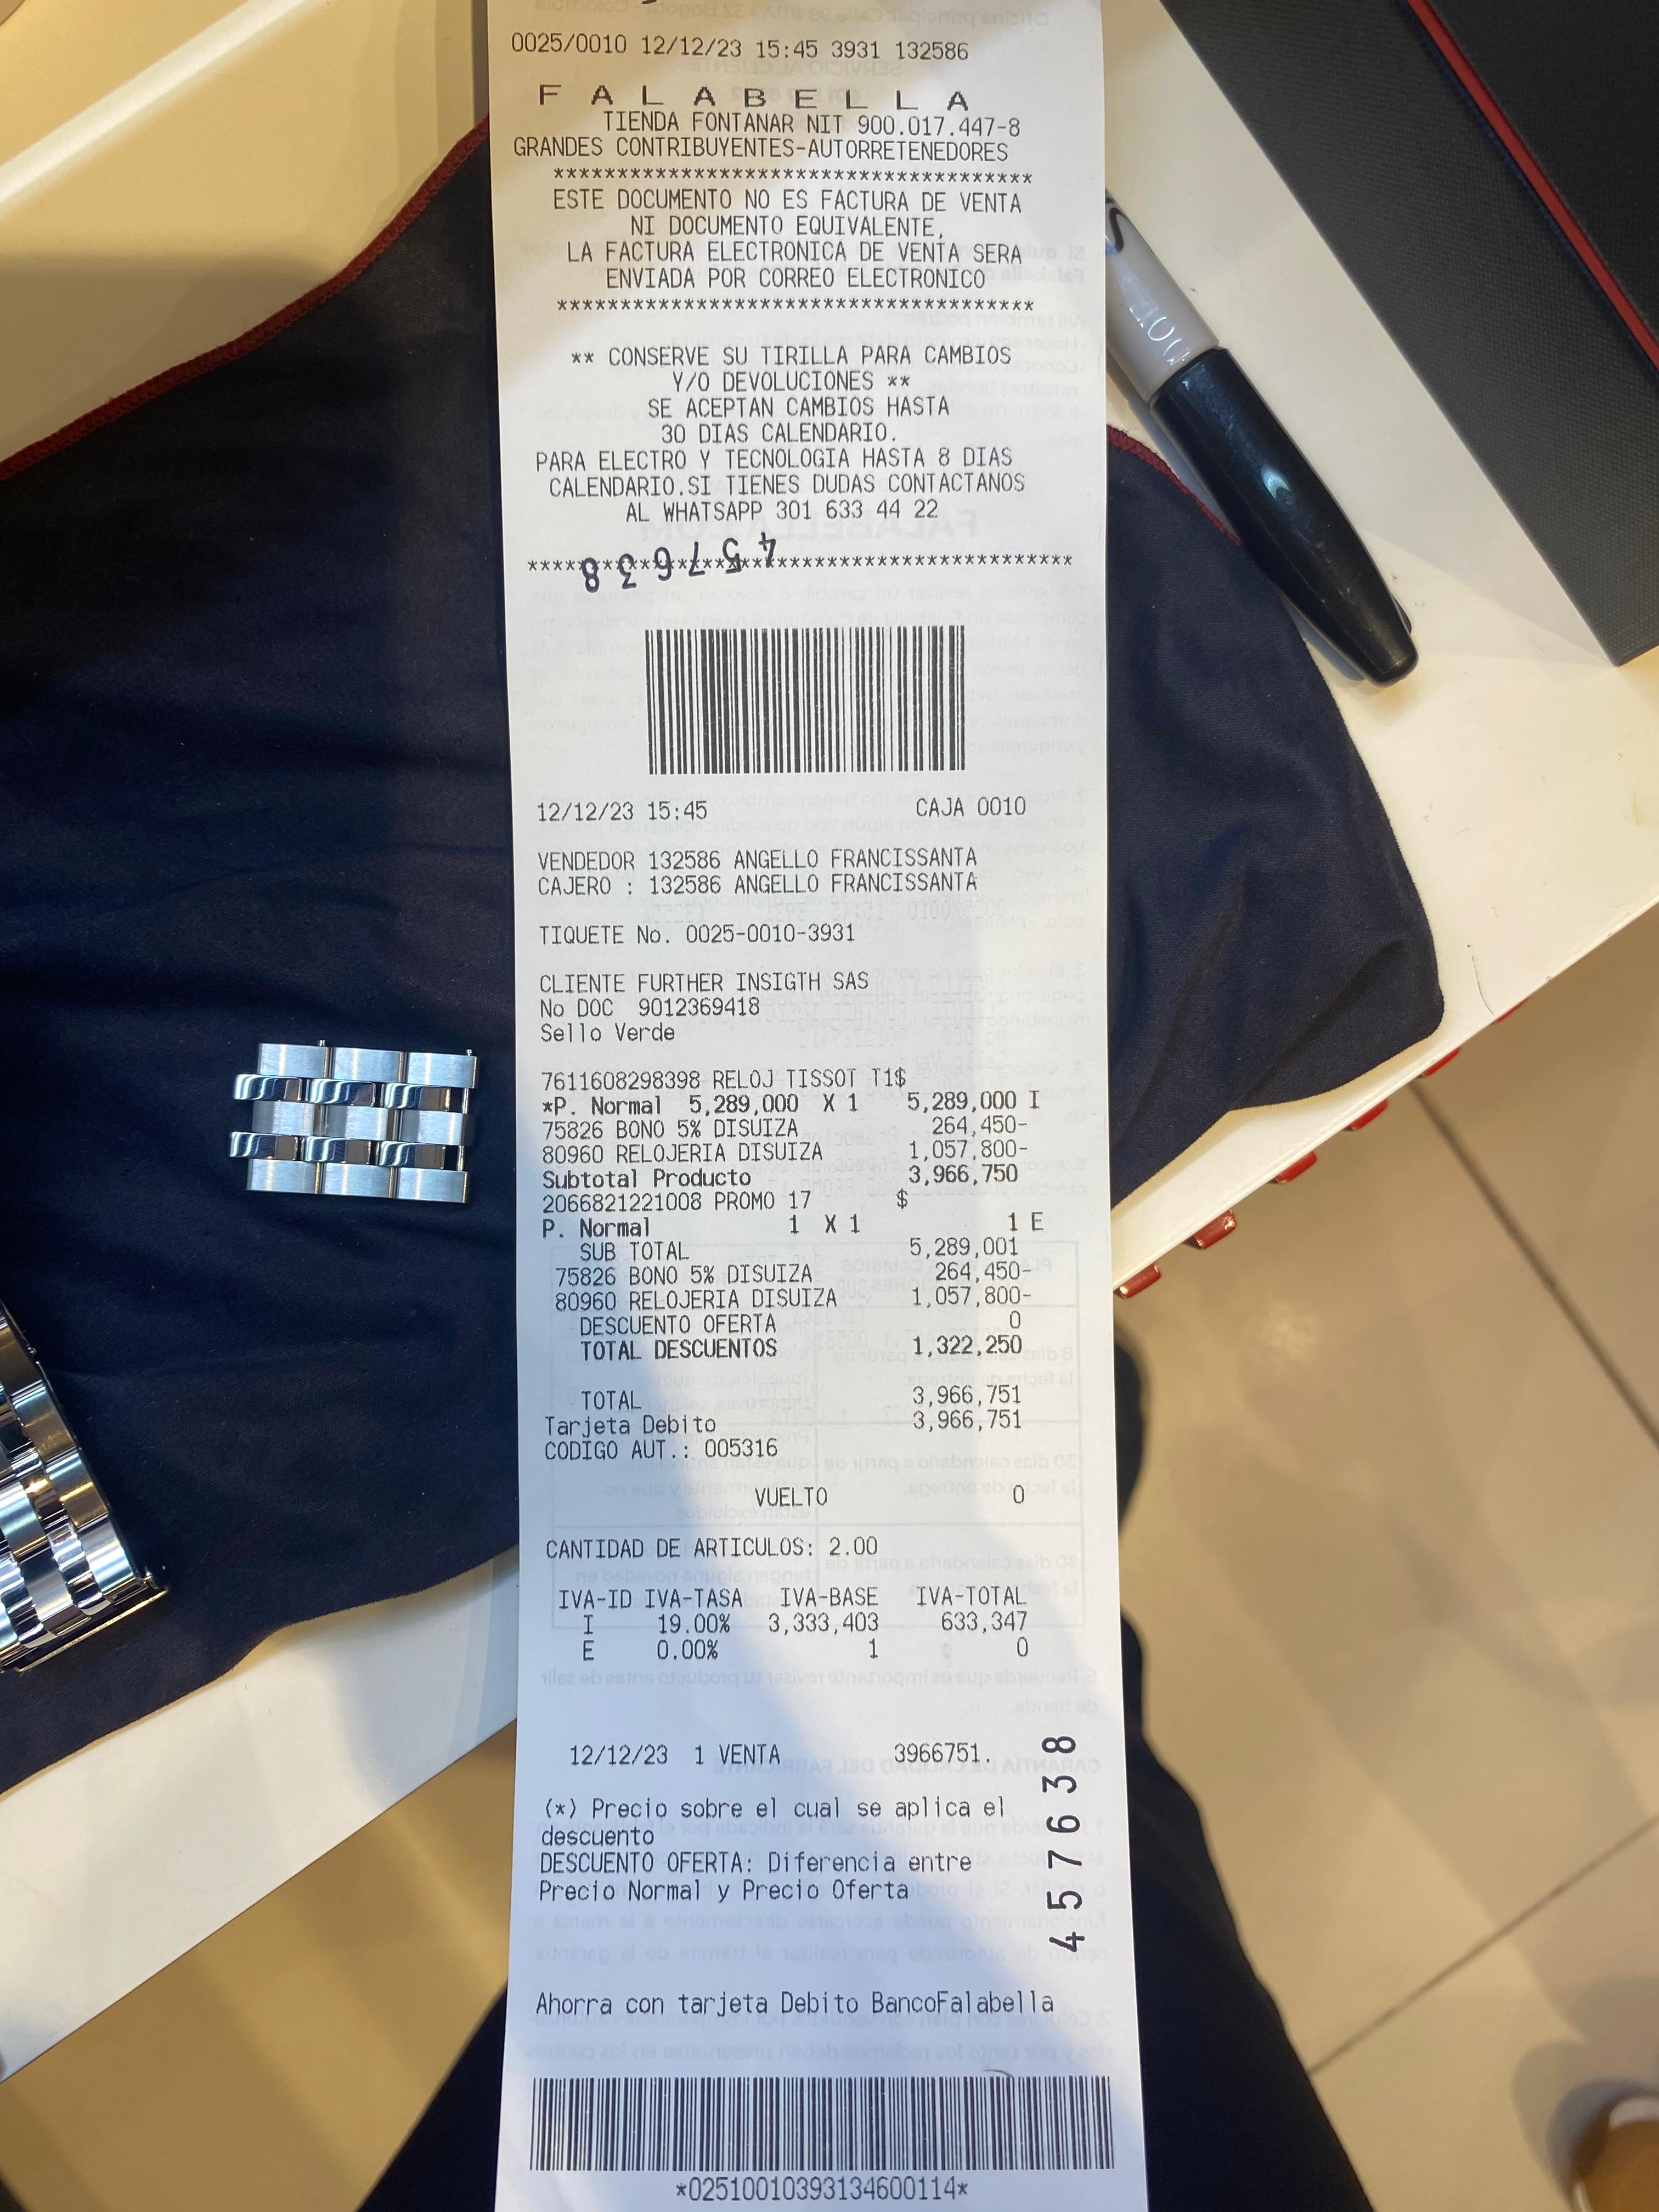 0025/0010 12/12/23 15:45 3931 132586
F A L A B E L L A
TIENDA FONTANAR NIT 900.017.447-8
GRANDES CONTRIBUYENTES-AUTORRETENEDORES
*************************************
ESTE DOCUMENTO NO ES FACTURA DE VENTA
NI DOCUMENTO EQUIVALENTE,
LA FACTURA ELECTRONICA DE VENTA SERA
ENVIADA POR CORREO ELECTRONICO
*************************************
** CONSERVE SU TIRILLA PARA CAMBIOS
Y/O DEVOLUCIONES **
SE ACEPTAN CAMBIOS HASTA
30 DIAS CALENDARIO.
PARA ELECTRO Y TECNOLOGIA HASTA 8 DIAS
CALENDARIO.SI TIENES DUDAS CONTACTANOS
AL WHATSAPP 301 633 44 22
457638
******************************************
12/12/23 15:45 CAJA 0010
VENDEDOR 132586 ANGELLO FRANCISSANTA
CAJERO : 132586 ANGELLO FRANCISSANTA
TIQUETE No. 0025-0010-3931
CLIENTE FURTHER INSIGTH SAS
No DOC 9012369418
Sello Verde
7611608298398 RELOJ TISSOT T1$
*P. Normal 5,289,000 X 1 5,289,000 I
75826 BONO 5% DISUIZA 264,450-
80960 RELOJERIA DISUIZA 1,057,800-
Subtotal Producto 3,966,750
2066821221008 PROMO 17 $
P. Normal 1 X 1 1 E
SUB TOTAL 5,289,001
75826 BONO 5% DISUIZA 264,450-
80960 RELOJERIA DISUIZA 1,057,800-
DESCUENTO OFERTA 0
TOTAL DESCUENTOS 1,322,250
TOTAL 3,966,751
Tarjeta Debito 3,966,751
CODIGO AUT.: 005316
VUELTO 0
CANTIDAD DE ARTICULOS: 2.00
IVA-ID IVA-TASA IVA-BASE IVA-TOTAL
I 19.00% 3,333,403 633,347
E 0.00% 1 0
12/12/23 1 VENTA 3966751.
(*) Precio sobre el cual se aplica el
descuento
DESCUENTO OFERTA: Diferencia entre
Precio Normal y Precio Oferta
457638
Ahorra con tarjeta Debito BancoFalabella
*02510010393134600114*